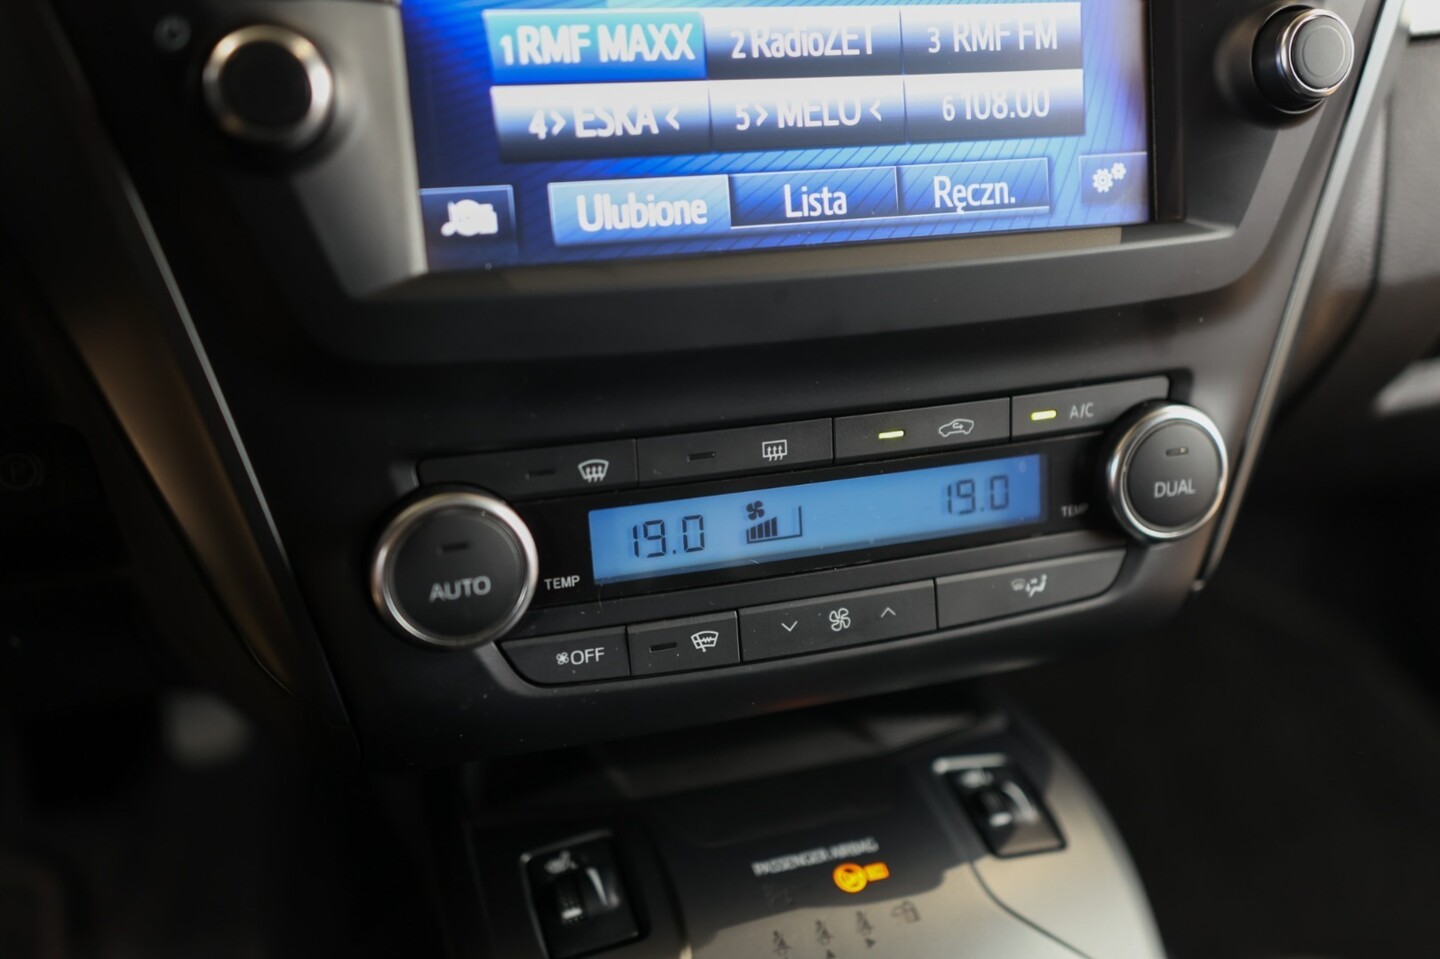 1 RMF MAXX 2 RadioZET 3 RMF FM
4> ESKA < 5> MELO < 6 108.00
Ulubione Lista Ręczn.
A/C
19.0 19.0
AUTO TEMP TEMP DUAL
OFF
PASSENGER AIRBAG